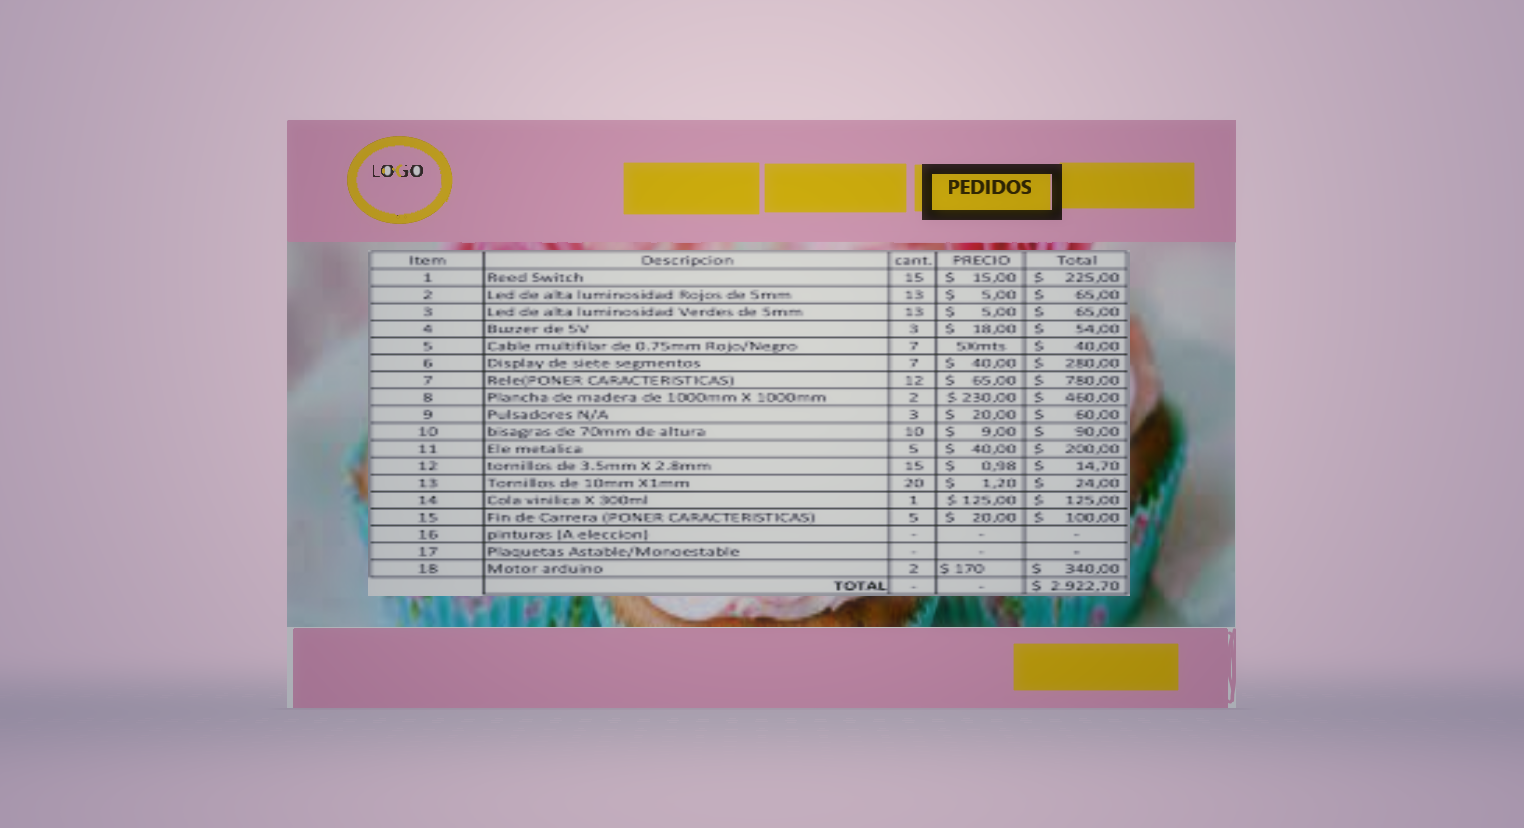 LOGO
PEDIDOS
Item Descripcion cant. PRECIO Total
1 Reed Switch 15 $ 15,00 $ 225,00
2 Led de alta luminosidad Rojos de 5mm 13 $ 5,00 $ 65,00
3 Led de alta luminosidad Verdes de 5mm 13 $ 5,00 $ 65,00
4 Buzzer de 5V 3 $ 18,00 $ 54,00
5 Cable multifilar de 0.75mm Rojo/Negro 7 5Xmts $ 40,00
6 Display de siete segmentos 7 $ 40,00 $ 280,00
7 Rele(PONER CARACTERISTICAS) 12 $ 65,00 $ 780,00
8 Plancha de madera de 1000mm X 1000mm 2 $ 230,00 $ 460,00
9 Pulsadores N/A 3 $ 20,00 $ 60,00
10 bisagras de 70mm de altura 10 $ 9,00 $ 90,00
11 Ele metalica 5 $ 40,00 $ 200,00
12 tornillos de 3.5mm X 2.8mm 15 $ 0,98 $ 14,70
13 Tornillos de 10mm X1mm 20 $ 1,20 $ 24,00
14 Cola vinilica X 300ml 1 $ 125,00 $ 125,00
15 Fin de Carrera (PONER CARACTERISTICAS) 5 $ 20,00 $ 100,00
16 pinturas (A eleccion) - - -
17 Plaquetas Astable/Monoestable - - -
18 Motor arduino 2 $ 170 $ 340,00
TOTAL - - $ 2.922,70